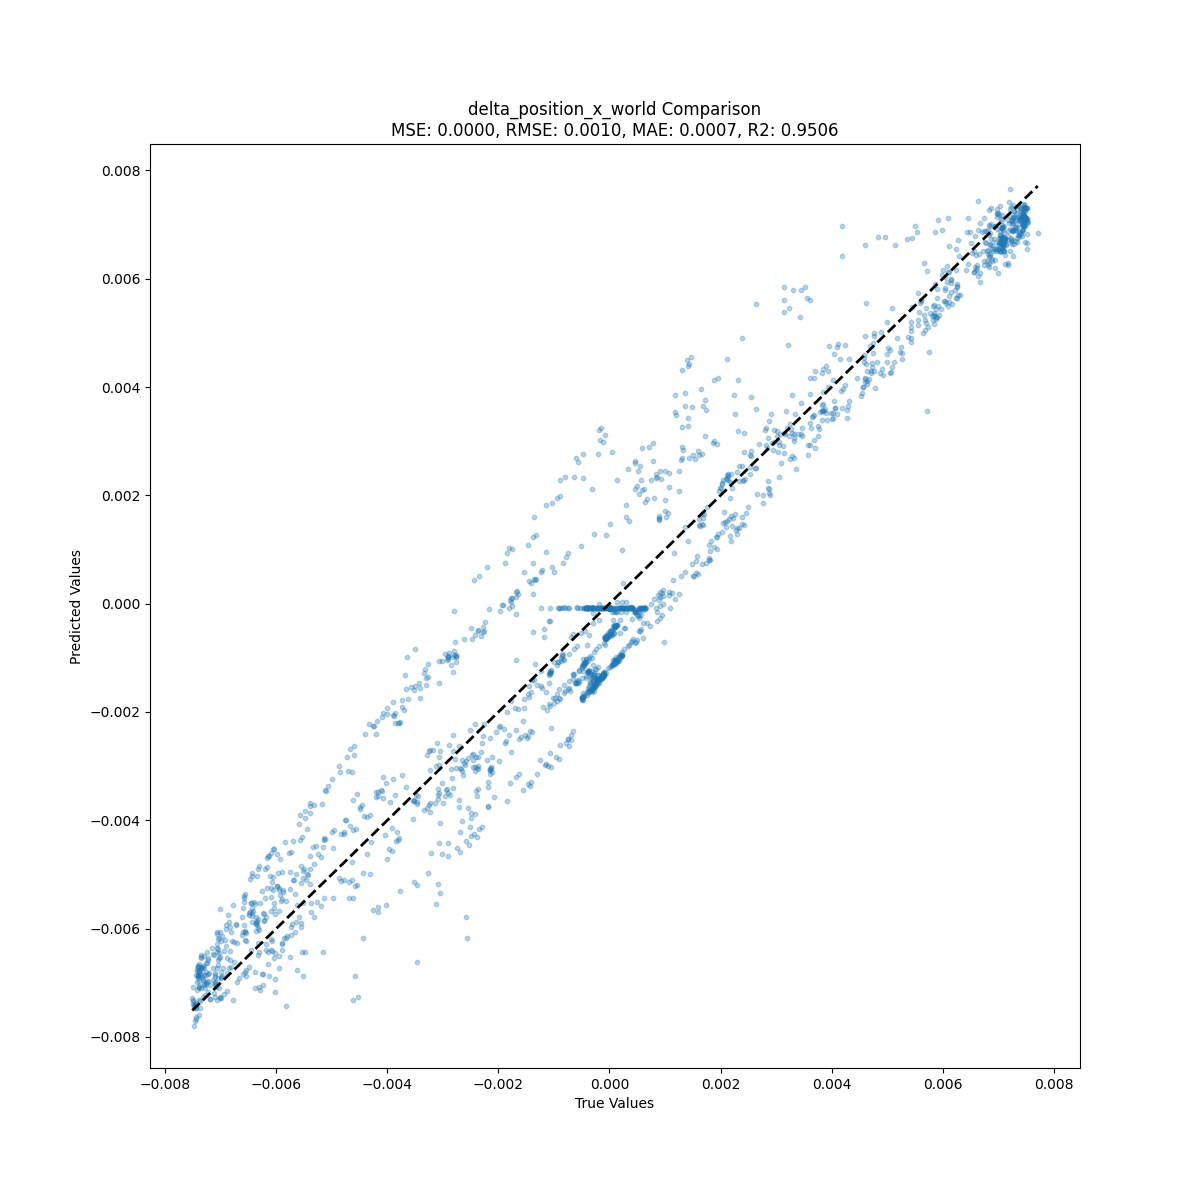 delta_position_x_world Comparison
MSE: 0.0000, RMSE: 0.0010, MAE: 0.0007, R2: 0.9506
0.008
0.006
0.004
0.002
0.000
−0.002
−0.004
−0.006
−0.008
Predicted Values
−0.008 −0.006 −0.004 −0.002 0.000 0.002 0.004 0.006 0.008
True Values